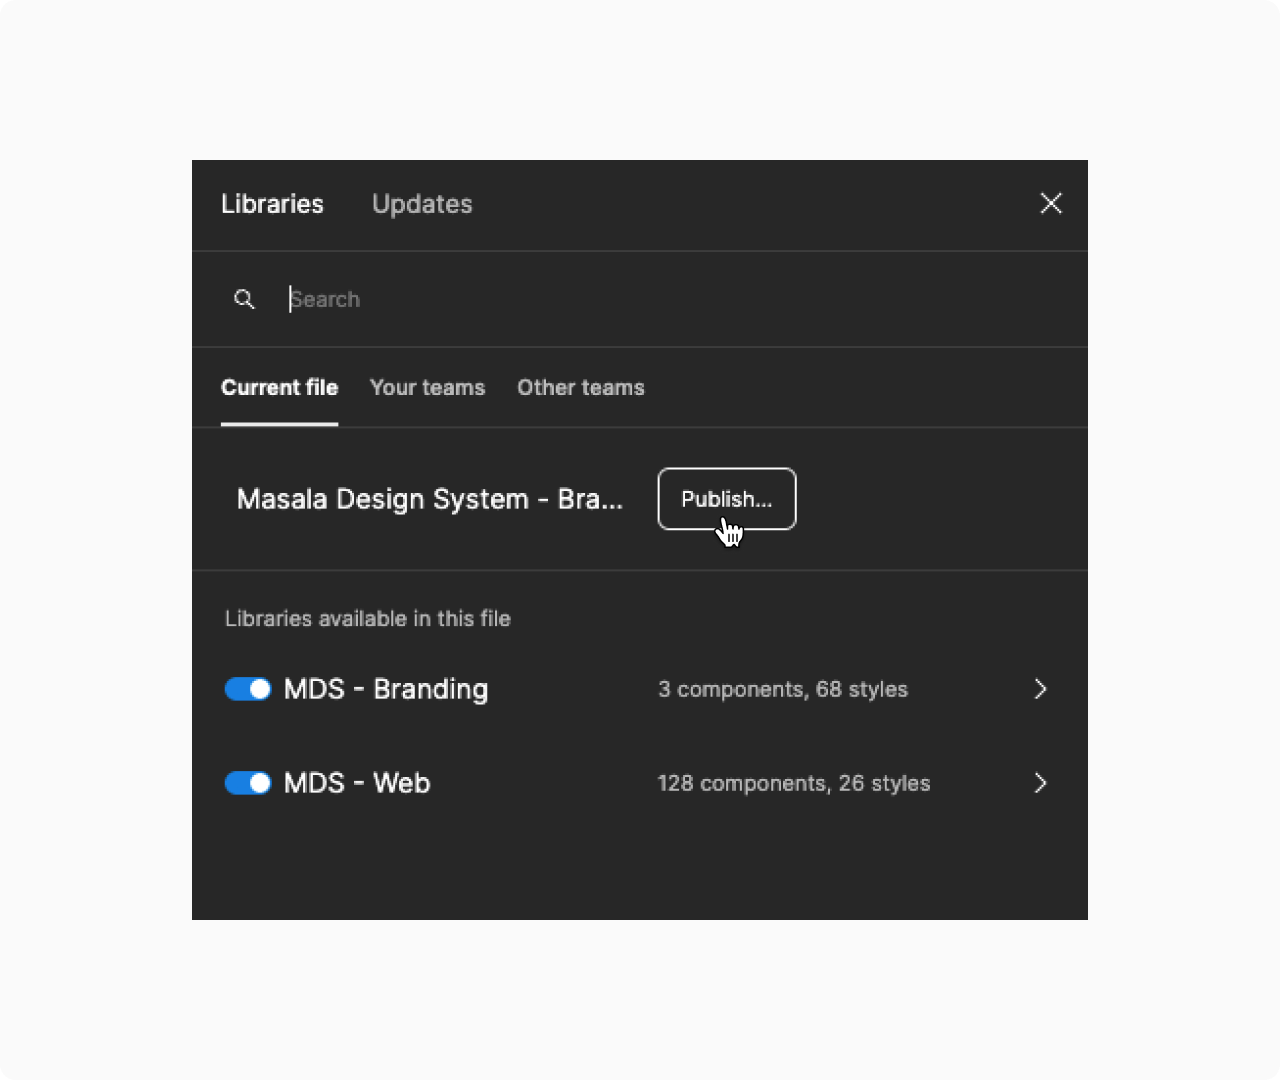 Libraries Updates
Search
Current file Your teams Other teams
Masala Design System - Bra... Publish...
Libraries available in this file
MDS - Branding 3 components, 68 styles
MDS - Web 128 components, 26 styles